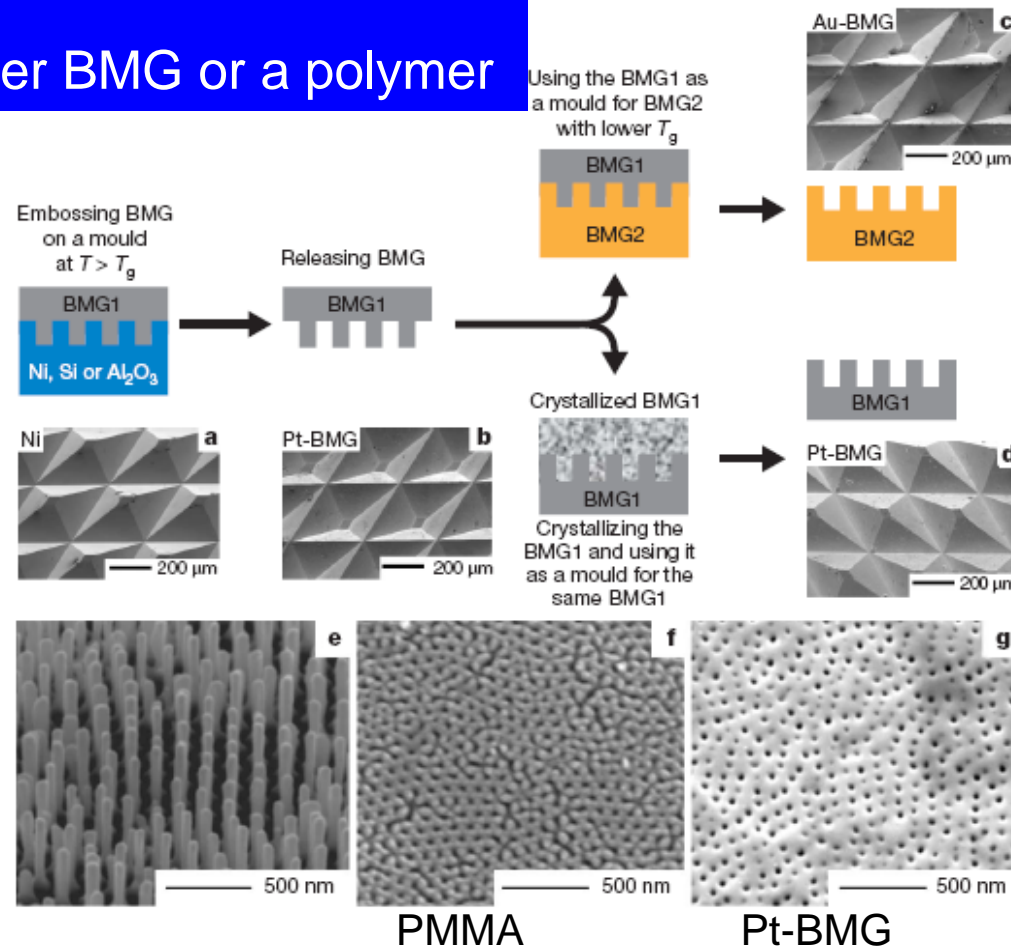 er BMG or a polymer
Using the BMG1 as
a mould for BMG2
with lower Tg
BMG1
BMG2
Au-BMG
c
200 µm
BMG2
Embossing BMG
on a mould
at T > Tg
BMG1
Ni, Si or Al2O3
Releasing BMG
BMG1
Crystallized BMG1
BMG1
Crystallizing the
BMG1 and using it
as a mould for the
same BMG1
BMG1
Ni
a
200 µm
Pt-BMG
b
200 µm
Pt-BMG
d
200 µm
e
500 nm
f
500 nm
g
500 nm
PMMA
Pt-BMG